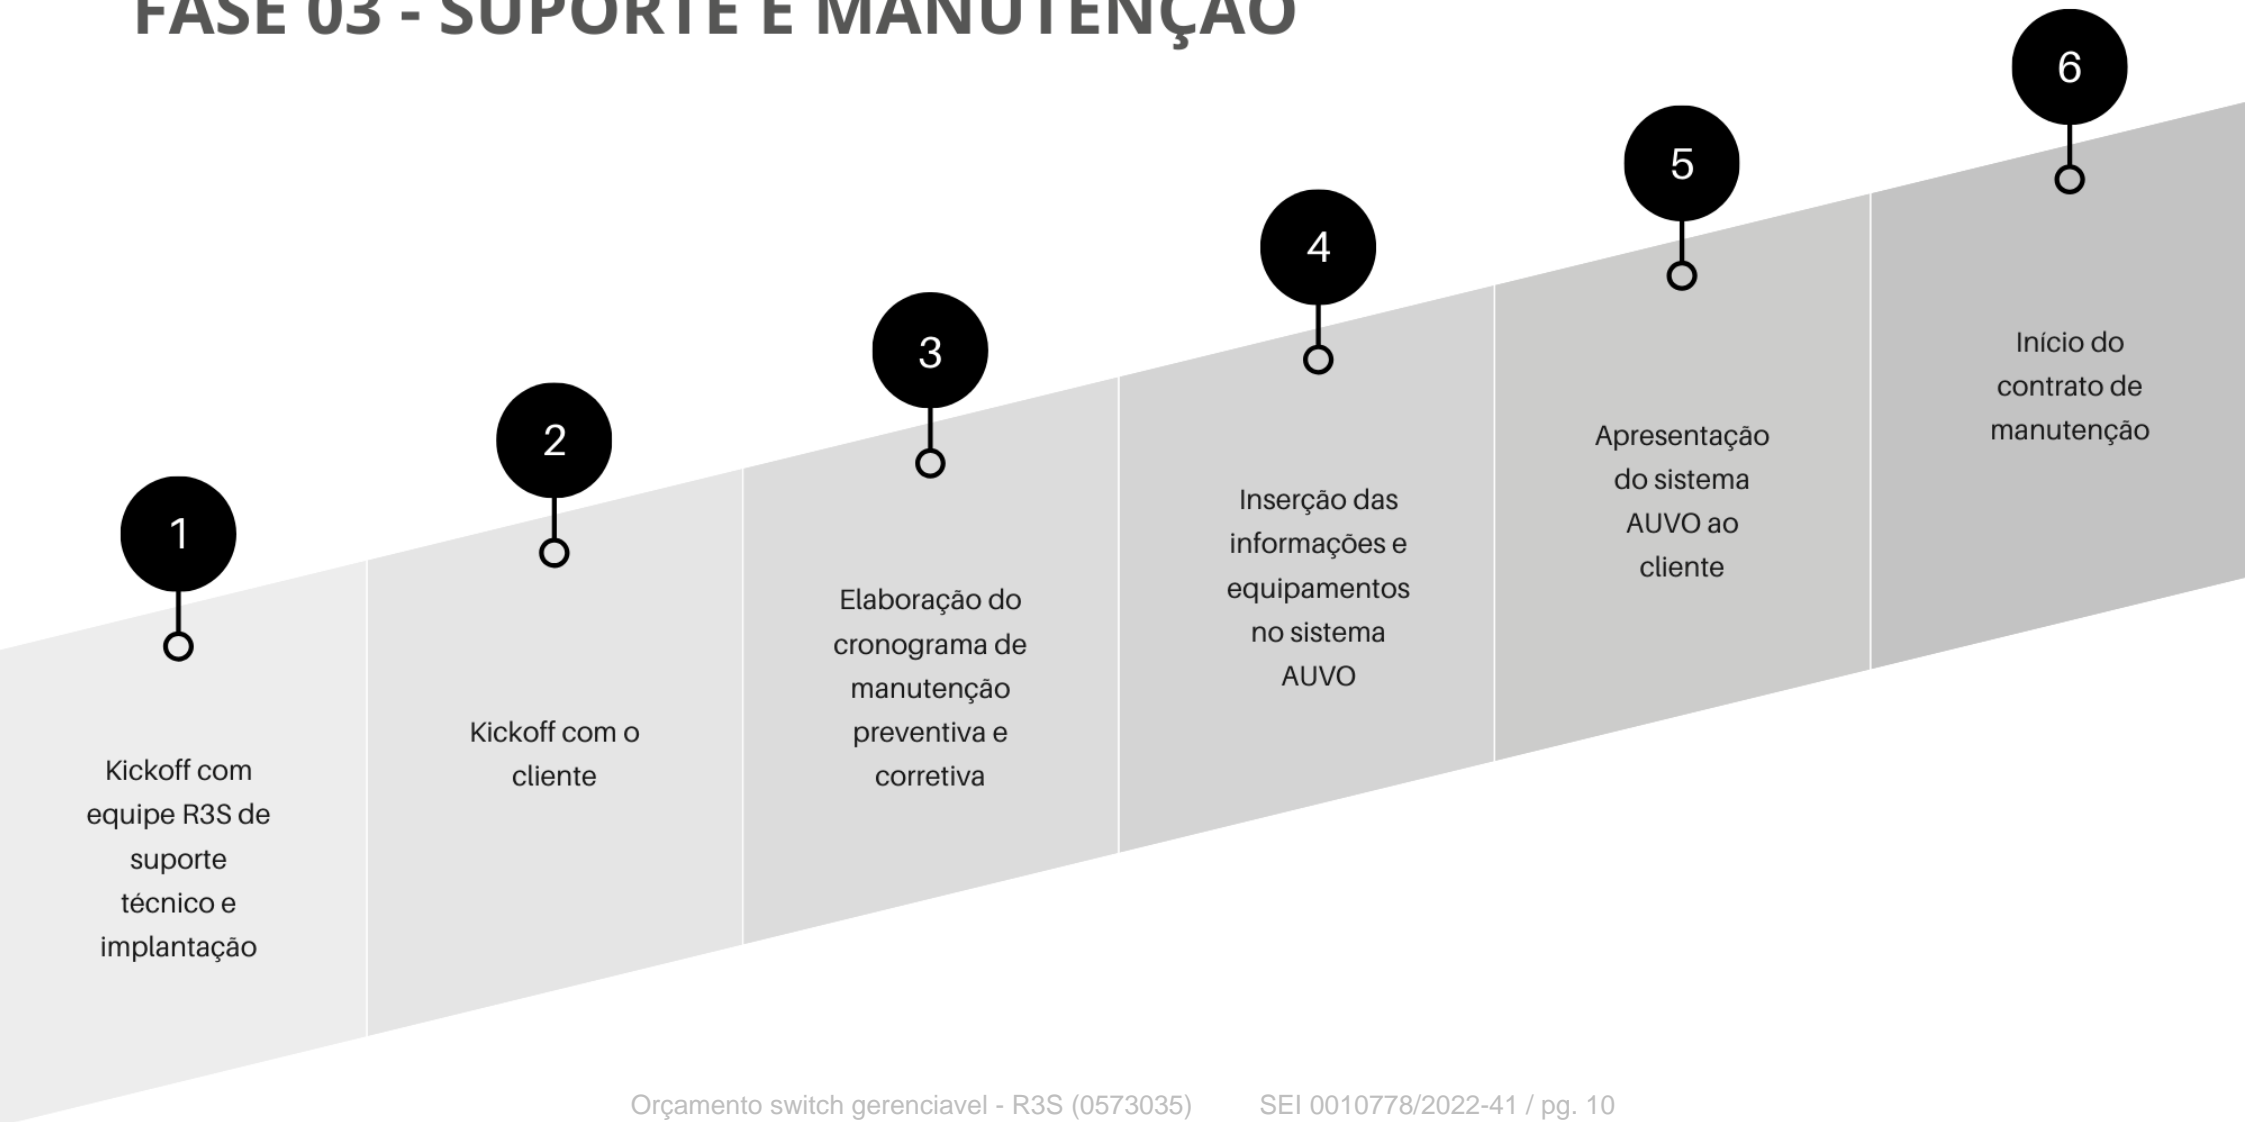 FASE 03 - SUPORTE E MANUTENÇÃO
1
Kickoff com
equipe R3S de
suporte
técnico e
implantação
2
Kickoff com o
cliente
3
Elaboração do
cronograma de
manutenção
preventiva e
corretiva
4
Inserção das
informações e
equipamentos
no sistema
AUVO
5
Apresentação
do sistema
AUVO ao
cliente
6
Início do
contrato de
manutenção
Orçamento switch gerenciavel - R3S (0573035) SEI 0010778/2022-41 / pg. 10